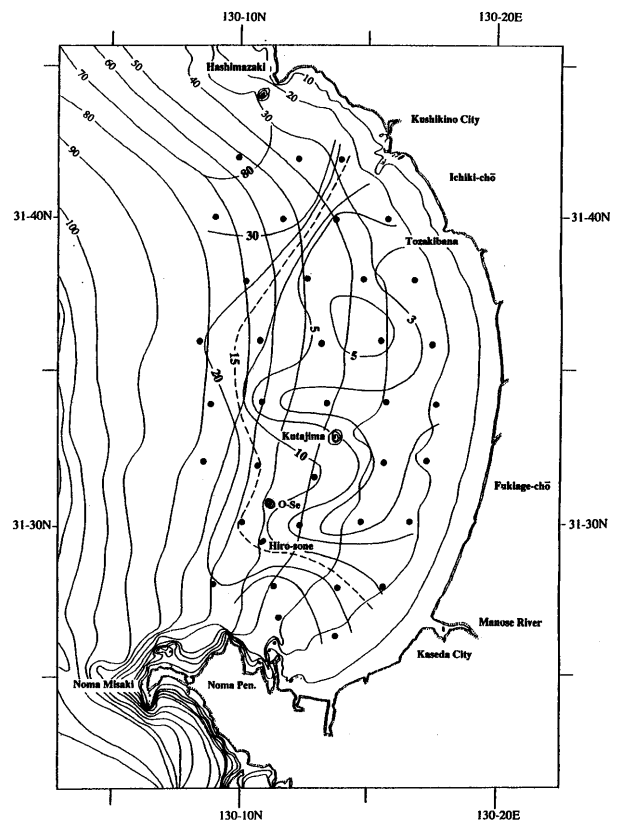 130-10N
130-20E
Hashimazaki
50
60
70
80
90
100
40
30
20
10
Kushikino City
Ichiki-chō
80
31-40N
31-40N
30
Tozakibana
3
5
5
15
20
Kutajima
10
O-Se
Fukiage-chō
31-30N
31-30N
Hiro-sone
Manose River
Kaseda City
Noma Misaki
Noma Pen.
130-10N
130-20E